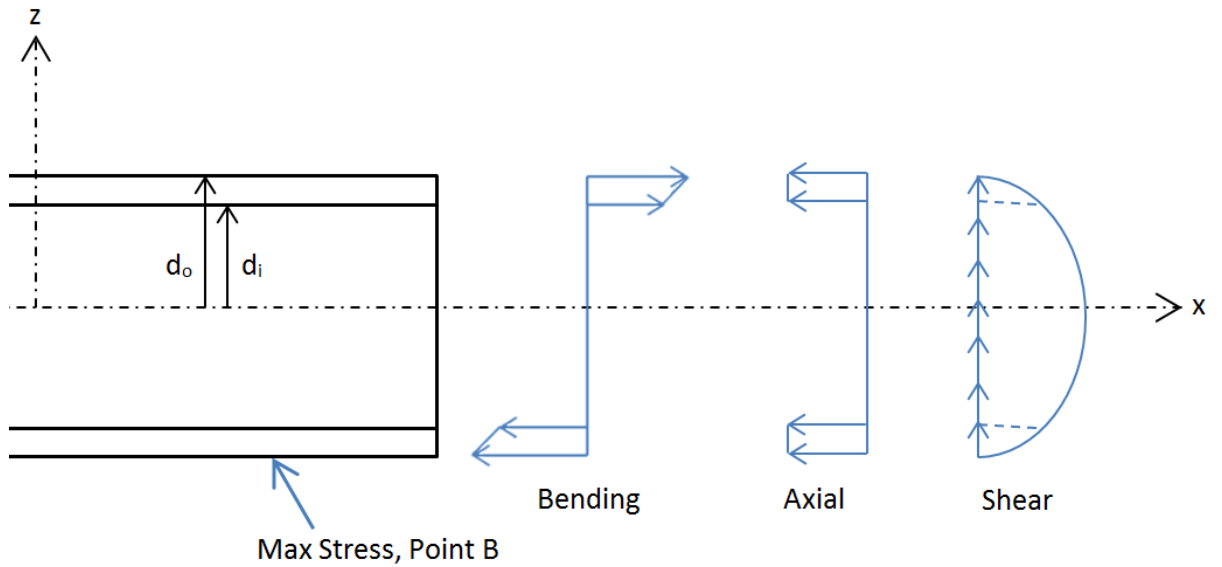 z
x
do
di
Bending
Axial
Shear
Max Stress, Point B